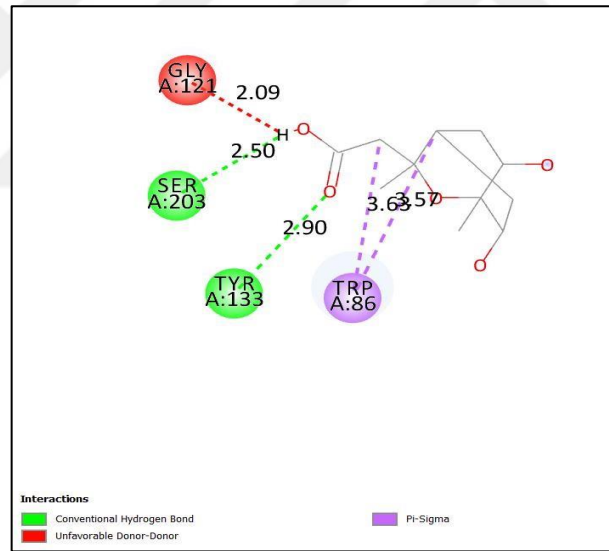 GLY
A:121
2.09
H
O
2.50
SER
A:203
O
2.90
TYR
A:133
3.63
3.57
O
O
O
TRP
A:86
Interactions
Conventional Hydrogen Bond
Unfavorable Donor-Donor
Pi-Sigma